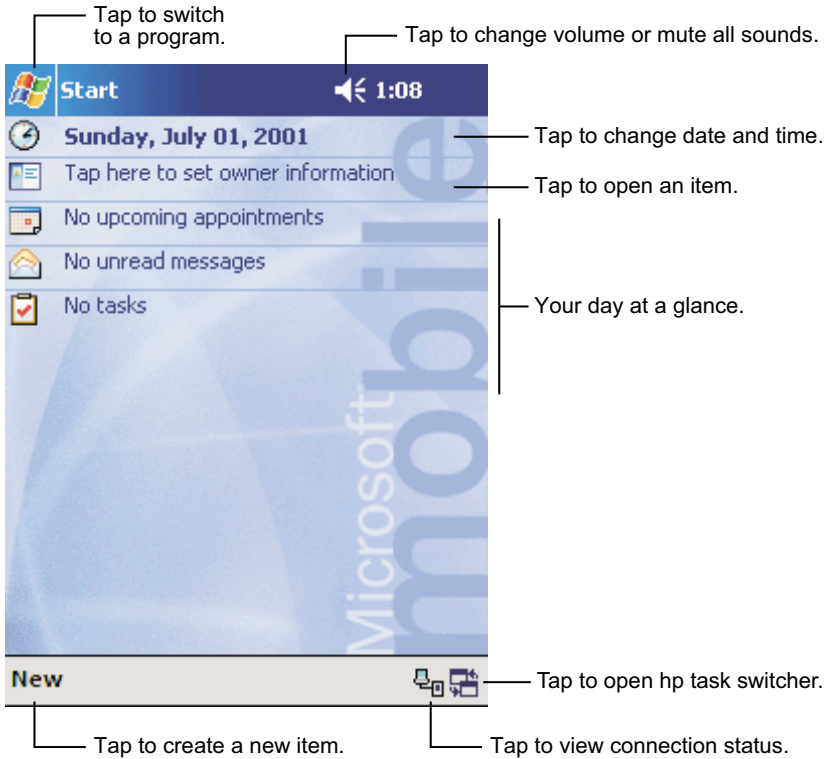 Tap to switch
to a program.
Tap to change volume or mute all sounds.
Start
1:08
Sunday, July 01, 2001
Tap to change date and time.
Tap here to set owner information
Tap to open an item.
No upcoming appointments
No unread messages
No tasks
Your day at a glance.
Microsoft
mobile
New
Tap to open hp task switcher.
Tap to create a new item.
Tap to view connection status.